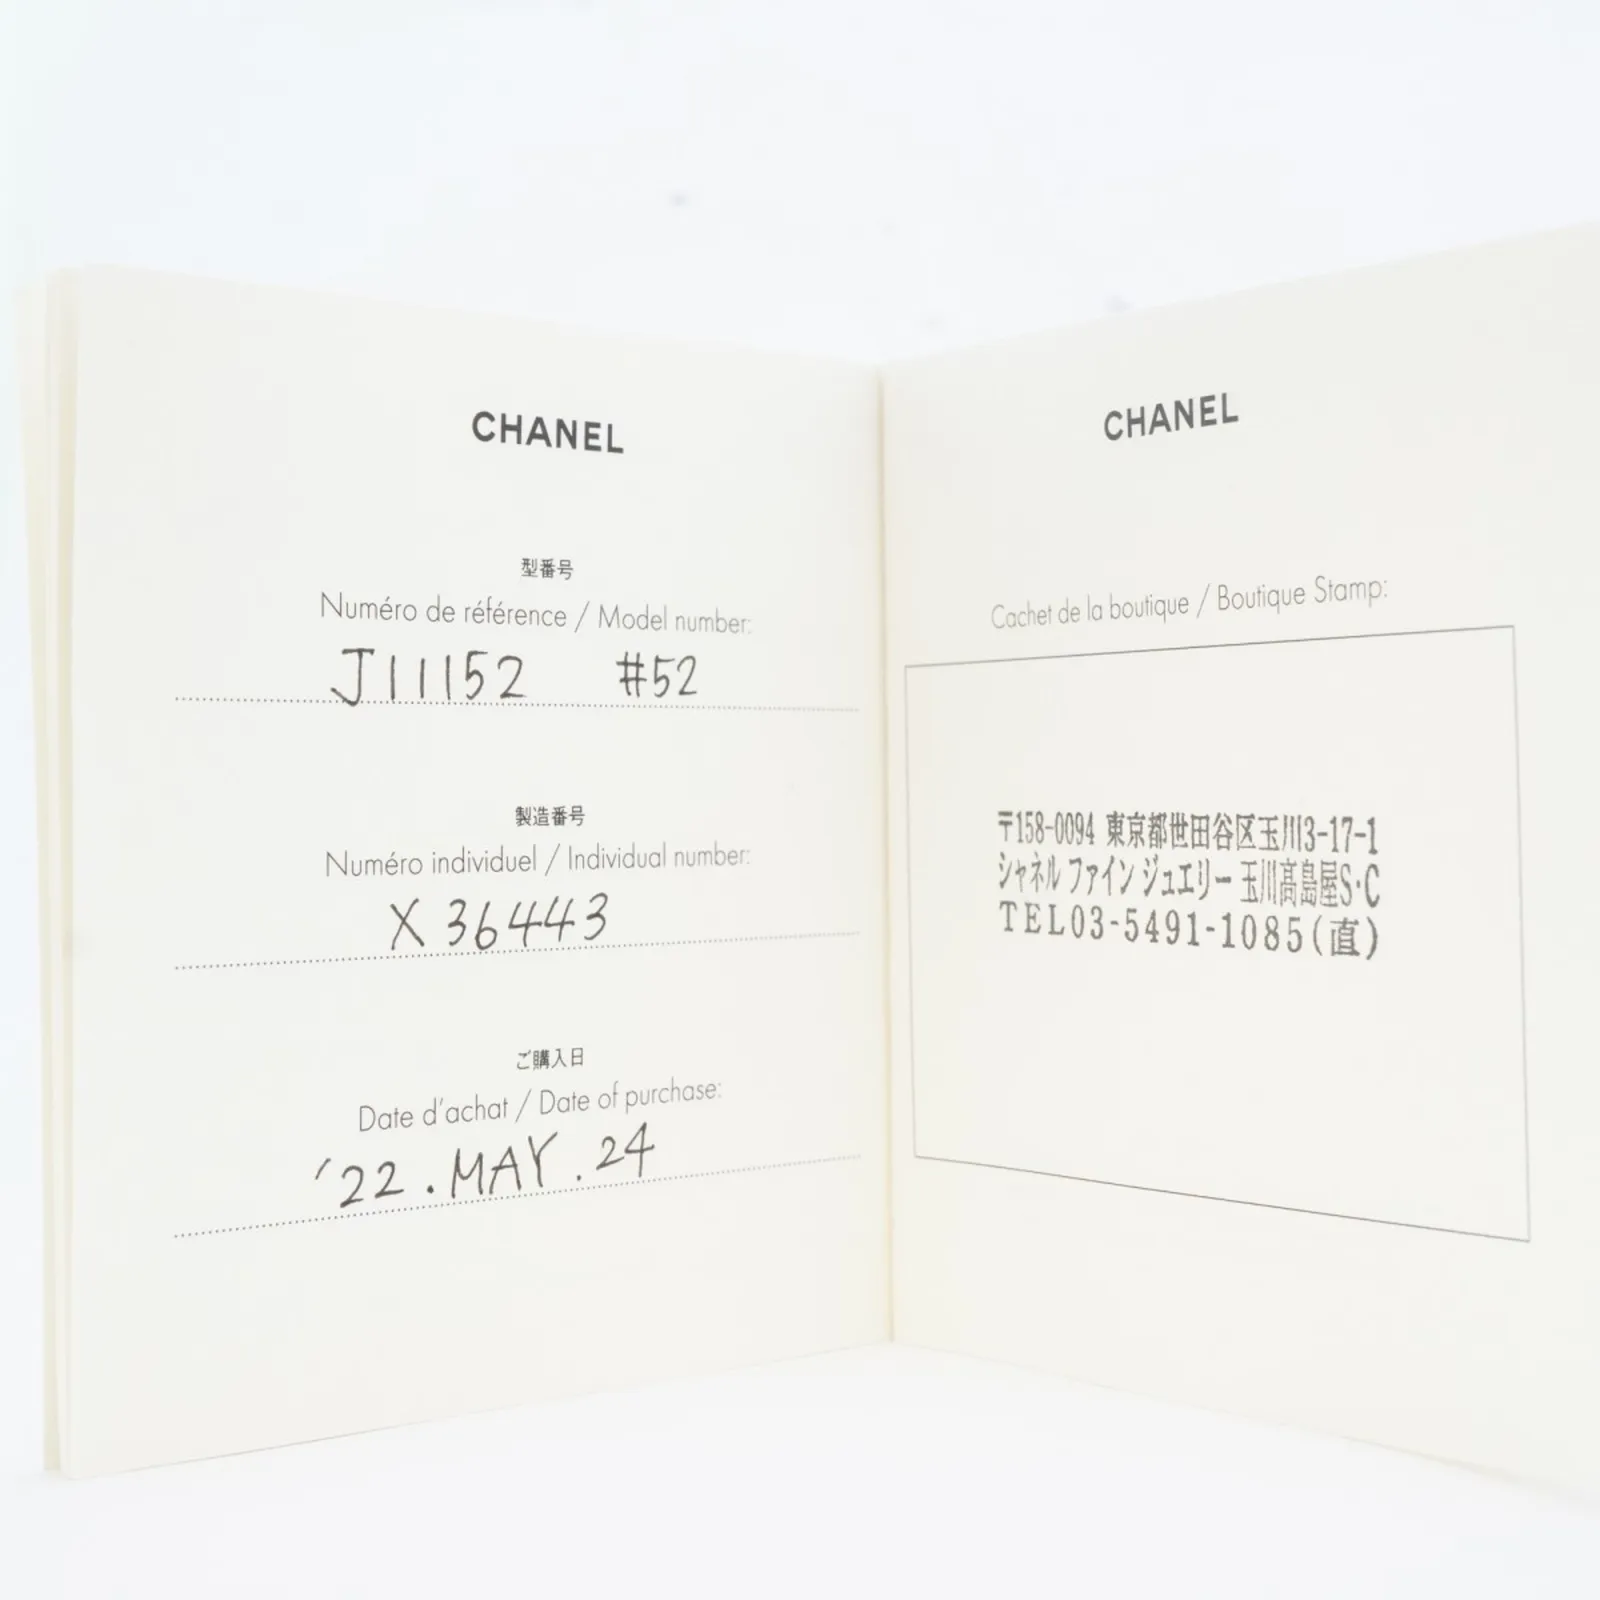 CHANEL
型番号
Numéro de référence / Model number:
J11152 #52
製造番号
Numéro individuel / Individual number:
X 36443
ご購入日
Date d'achat / Date of purchase:
'22.MAY.24
CHANEL
Cachet de la boutique / Boutique Stamp:
〒158-0094 東京都世田谷区玉川3-17-1
シャネル ファイン ジュエリー 玉川髙島屋S・C
TEL03-5491-1085(直)